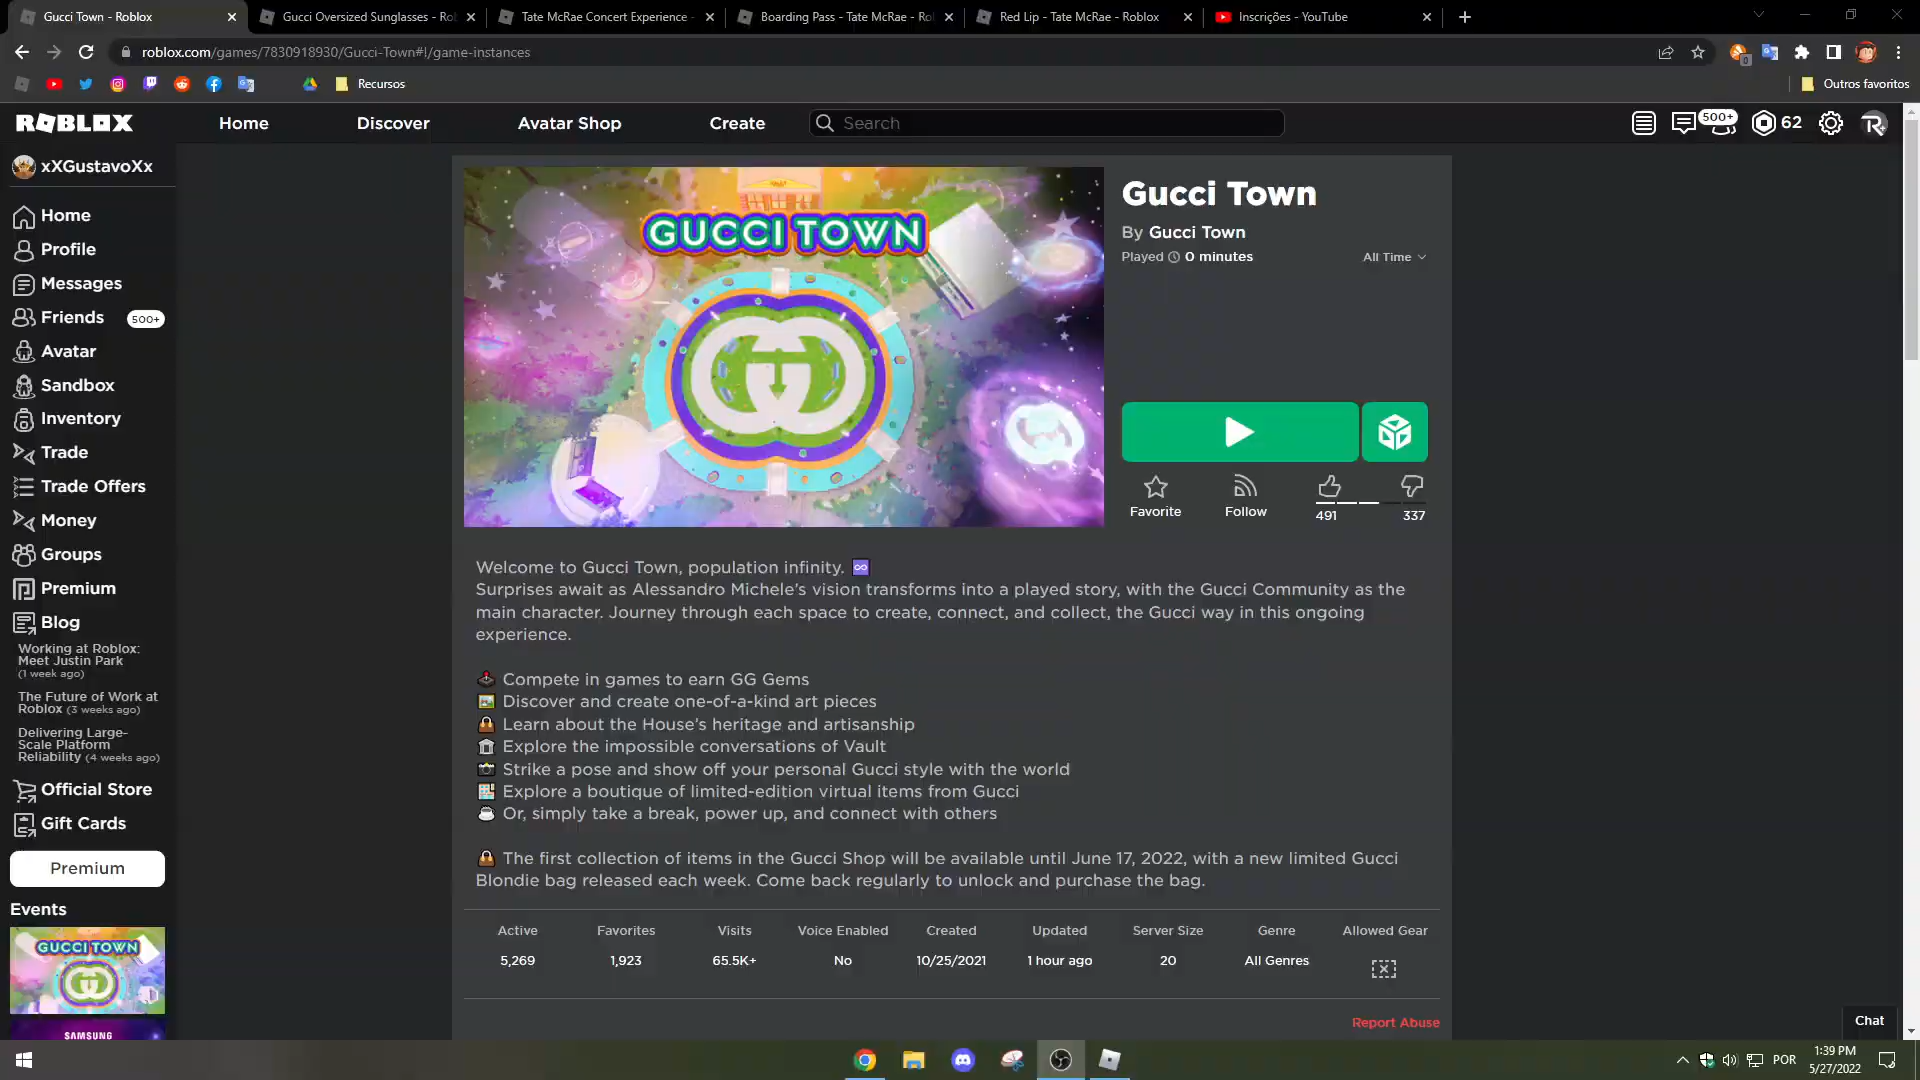 Gucci Town - Roblox
Gucci Oversized Sunglasses - Rob
Tate McRae Concert Experience -
Boarding Pass - Tate McRae - Rob
Red Lip - Tate McRae - Roblox
Inscrições - YouTube
roblox.com/games/7830918930/Gucci-Town#!/game-instances
0
Recursos
Outros favoritos
ROBLOX
Home
Discover
Avatar Shop
Create
Search
500+
62
xXGustavoXx
Home
Profile
Messages
Friends
500+
Avatar
Sandbox
Inventory
Trade
Trade Offers
Money
Groups
Premium
Blog
Working at Roblox:
Meet Justin Park
(1 week ago)
The Future of Work at
Roblox (3 weeks ago)
Delivering Large-
Scale Platform
Reliability (4 weeks ago)
Official Store
Gift Cards
Premium
Events
GUCCI TOWN
SAMSUNG
GUCCI TOWN
Gucci Town
By Gucci Town
Played 0 minutes
All Time
Favorite
Follow
491
337
Welcome to Gucci Town, population infinity. ♾
Surprises await as Alessandro Michele's vision transforms into a played story, with the Gucci Community as the
main character. Journey through each space to create, connect, and collect, the Gucci way in this ongoing
experience.
🕹 Compete in games to earn GG Gems
🖼 Discover and create one-of-a-kind art pieces
👜 Learn about the House's heritage and artisanship
🏛 Explore the impossible conversations of Vault
📸 Strike a pose and show off your personal Gucci style with the world
🏪 Explore a boutique of limited-edition virtual items from Gucci
☕ Or, simply take a break, power up, and connect with others
👜 The first collection of items in the Gucci Shop will be available until June 17, 2022, with a new limited Gucci
Blondie bag released each week. Come back regularly to unlock and purchase the bag.
Active
Favorites
Visits
Voice Enabled
Created
Updated
Server Size
Genre
Allowed Gear
5,269
1,923
65.5K+
No
10/25/2021
1 hour ago
20
All Genres
Report Abuse
Chat
POR
1:39 PM
5/27/2022